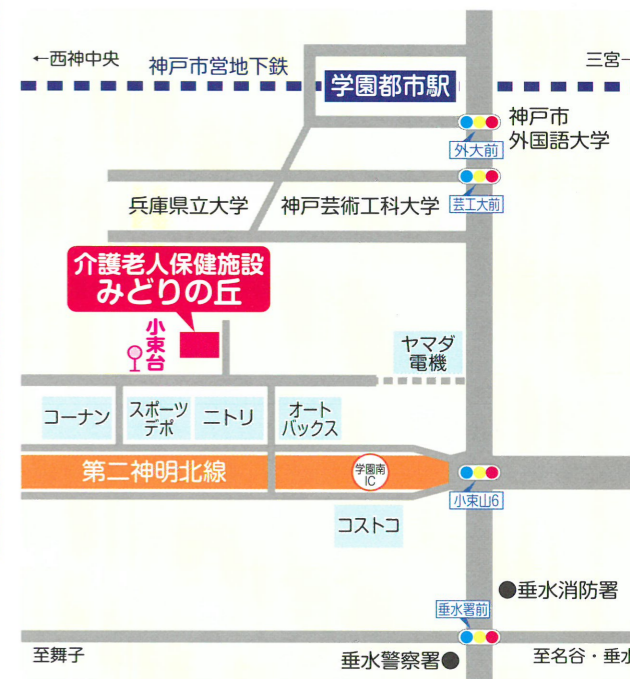 ←西神中央
神戸市営地下鉄
学園都市駅
三宮
神戸市
外国語大学
外大前
兵庫県立大学
神戸芸術工科大学
芸工大前
介護老人保健施設
みどりの丘
小束台
ヤマダ
電機
コーナン
スポーツ
デポ
ニトリ
オート
バックス
第二神明北線
学園南
IC
小束山6
コストコ
●垂水消防署
垂水署前
至舞子
垂水警察署●
至名谷・垂水